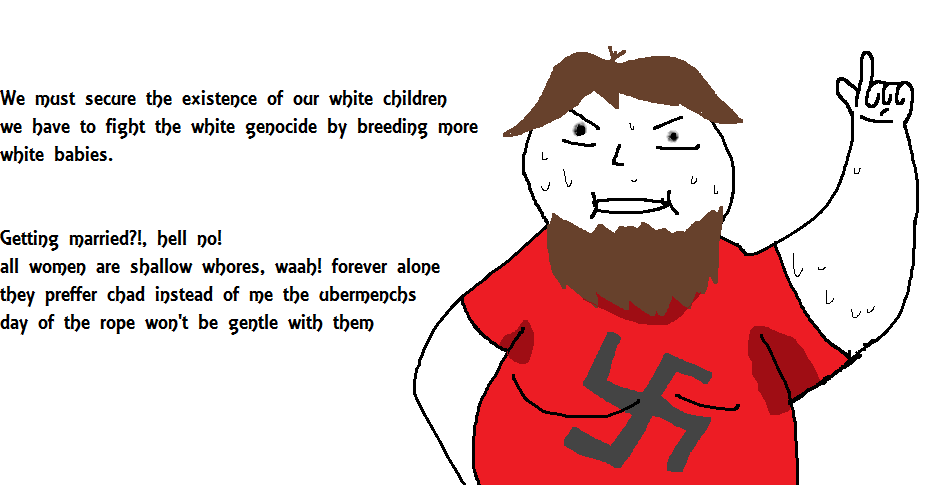 We must secure the existence of our white children
we have to fight the white genocide by breeding more
white babies.
Getting married?!, hell no!
all women are shallow whores, waah! forever alone
they preffer chad instead of me the ubermenchs
day of the rope won't be gentle with them